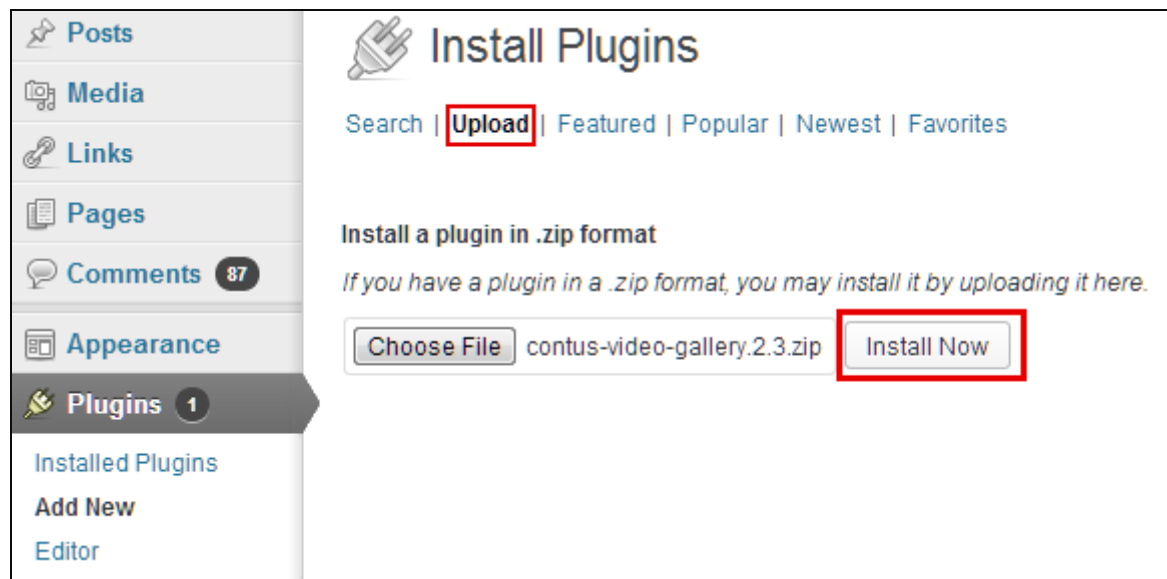 Posts
Media
Links
Pages
Comments 87
Appearance
Plugins 1
Installed Plugins
Add New
Editor
Install Plugins
Search | Upload | Featured | Popular | Newest | Favorites
Install a plugin in .zip format
If you have a plugin in a .zip format, you may install it by uploading it here.
Choose File contus-video-gallery.2.3.zip Install Now